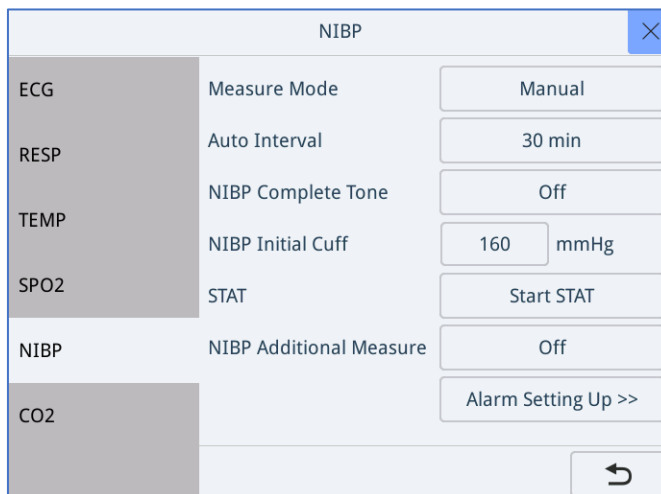 NIBP
ECG
RESP
TEMP
SPO2
NIBP
CO2
Measure Mode Manual
Auto Interval 30 min
NIBP Complete Tone Off
NIBP Initial Cuff 160 mmHg
STAT Start STAT
NIBP Additional Measure Off
Alarm Setting Up >>